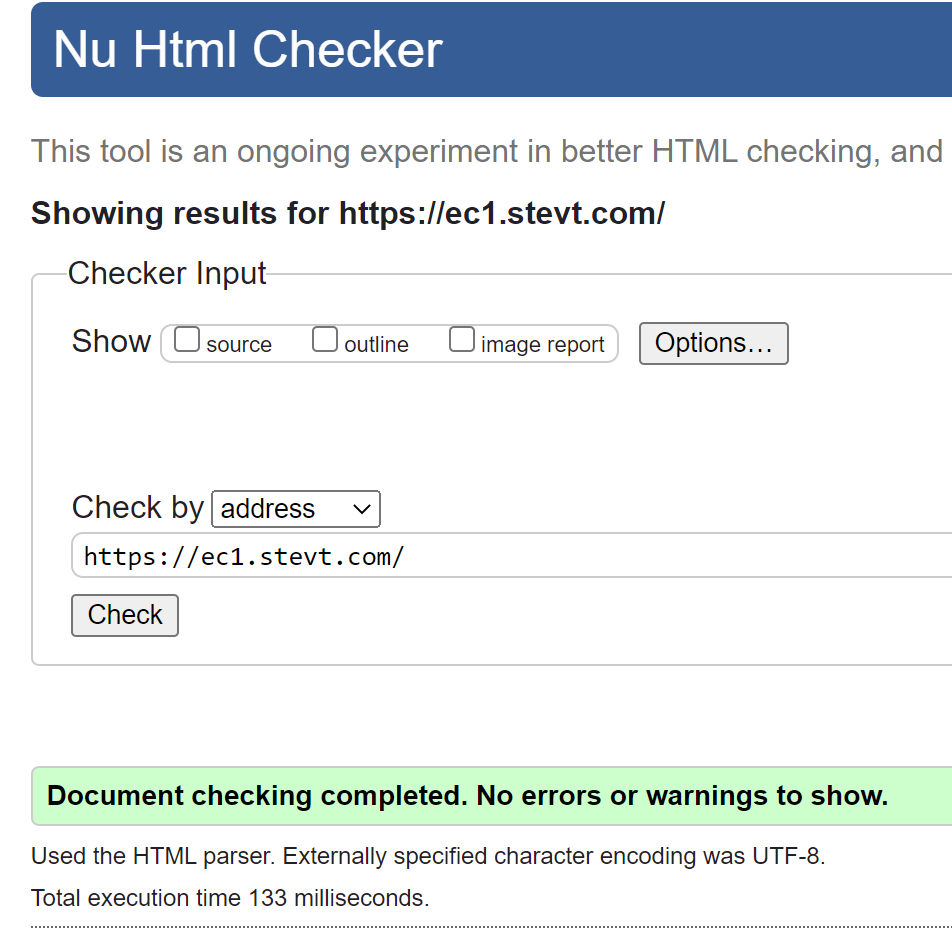 Nu Html Checker
This tool is an ongoing experiment in better HTML checking, and
Showing results for https://ec1.stevt.com/
Checker Input
Show source outline image report Options…
Check by address
https://ec1.stevt.com/
Check
Document checking completed. No errors or warnings to show.
Used the HTML parser. Externally specified character encoding was UTF-8.
Total execution time 133 milliseconds.